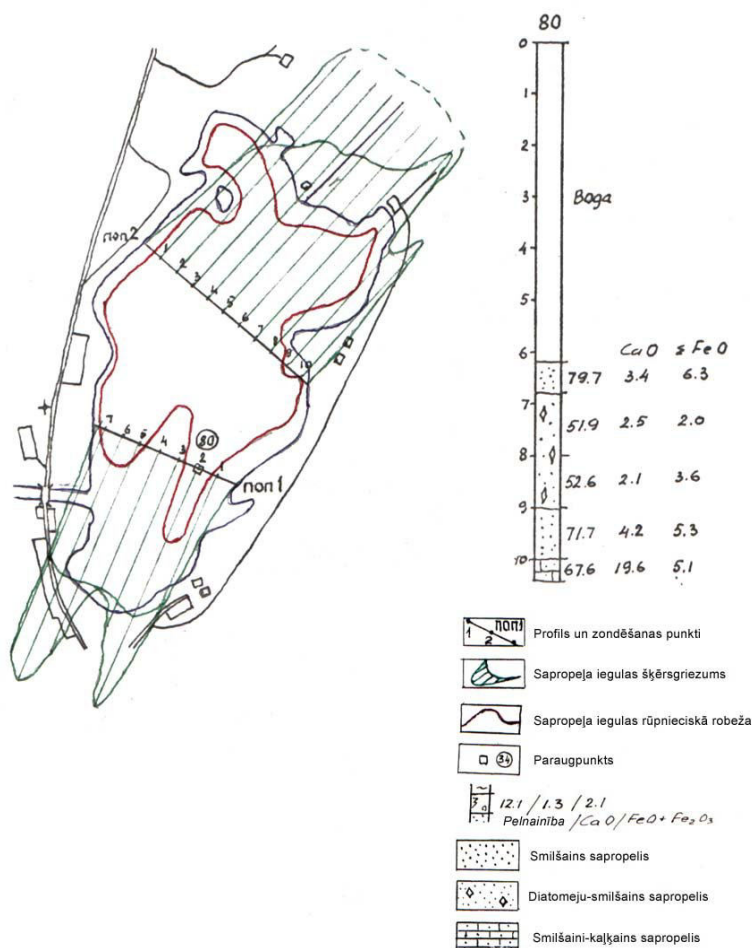 поп2
1
2
3
4
5
6
7
8
9
10
7
6
5
4
3
2
1
80
поп1
80
0
1
2
3
4
5
6
7
8
9
10
Вода
CaO Σ FeO
79.7 3.4 6.3
51.9 2.5 2.0
52.6 2.1 3.6
71.7 4.2 5.3
67.6 19.6 5.1
1 2 поп1 Profils un zondēšanas punkti
Sapropeļa iegulas šķērsgriezums
Sapropeļa iegulas rūpnieciskā robeža
34 Paraugpunkts
3 12.1 / 1.3 / 2.1
Pelnainība / CaO / FeO + Fe₂O₃
Smilšains sapropelis
Diatomeju-smilšains sapropelis
Smilšaini-kaļķains sapropelis